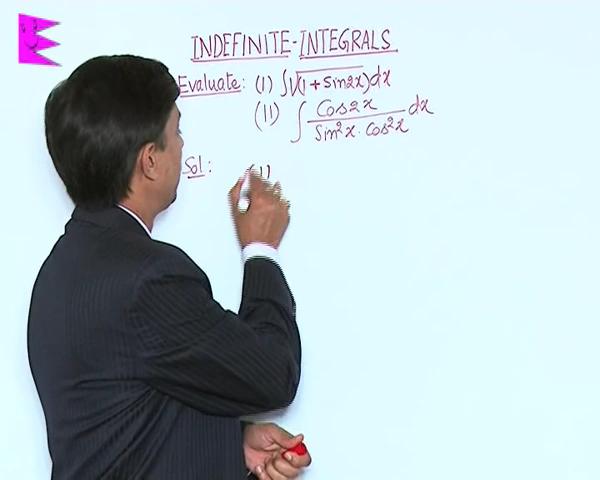 INDEFINITE-INTEGRALS
Evaluate: (I) ∫√(1+Sin2x)dx
(II) ∫ Cos2x / Sin²x · Cos²x dx
Sol: (I)